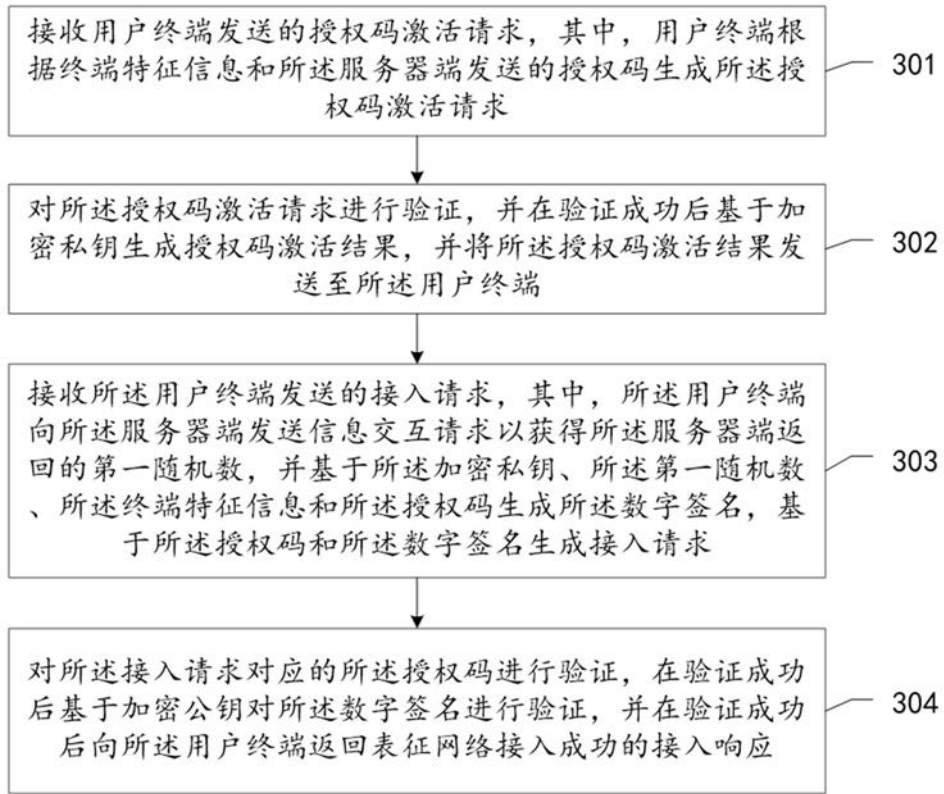 接收用户终端发送的授权码激活请求，其中，用户终端根
据终端特征信息和所述服务器端发送的授权码生成所述授
权码激活请求
301
对所述授权码激活请求进行验证，并在验证成功后基于加
密私钥生成授权码激活结果，并将所述授权码激活结果发
送至所述用户终端
302
接收所述用户终端发送的接入请求，其中，所述用户终端
向所述服务器端发送信息交互请求以获得所述服务器端返
回的第一随机数，并基于所述加密私钥、所述第一随机数
、所述终端特征信息和所述授权码生成所述数字签名，基
于所述授权码和所述数字签名生成接入请求
303
对所述接入请求对应的所述授权码进行验证，在验证成功
后基于加密公钥对所述数字签名进行验证，并在验证成功
后向所述用户终端返回表征网络接入成功的接入响应
304